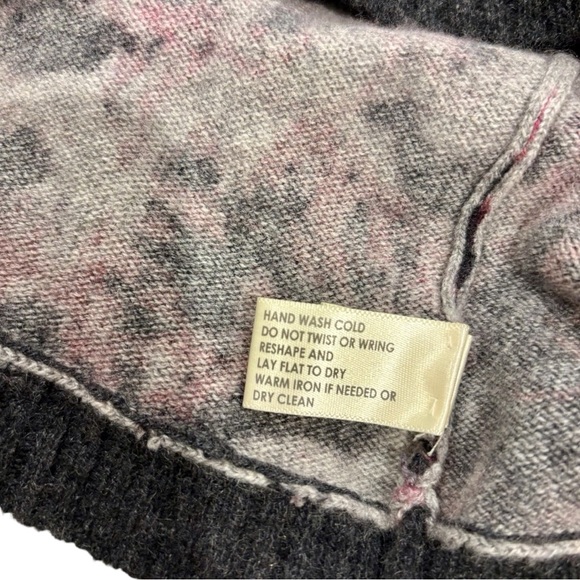 HAND WASH COLD
DO NOT TWIST OR WRING
RESHAPE AND
LAY FLAT TO DRY
WARM IRON IF NEEDED OR
DRY CLEAN